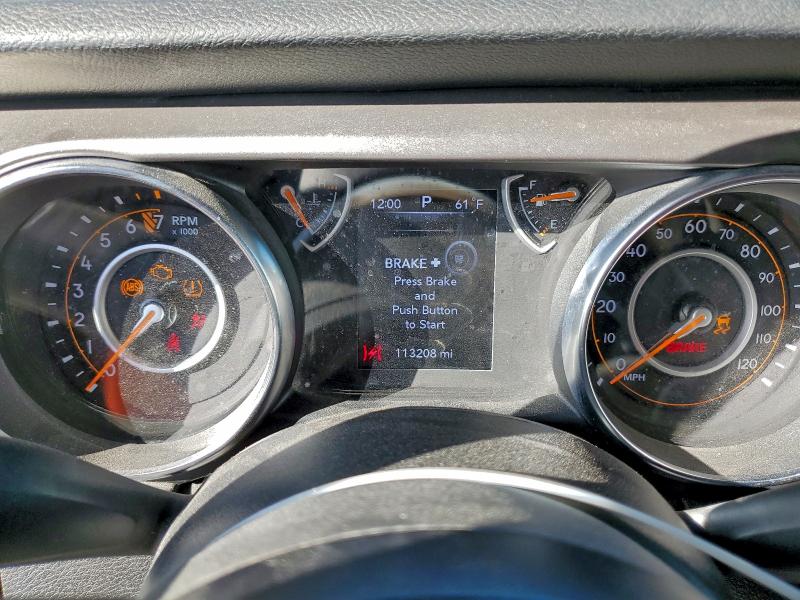 12:00 P 61°F
BRAKE +
Press Brake
and
Push Button
to Start
113208 mi
RPM
x 1000
0
1
2
3
4
5
6
7
ABS
C
F
E
0
10
20
30
40
50
60
70
80
90
100
110
120
MPH
BRAKE